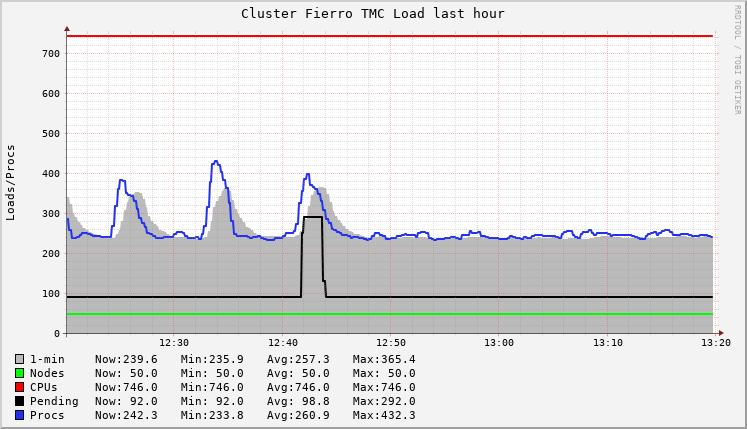 Cluster Fierro TMC Load last hour
RRDTOOL / TOBI OETIKER
Loads/Procs
700
600
500
400
300
200
100
0
12:30 12:40 12:50 13:00 13:10 13:20
1-min Now:239.6 Min:235.9 Avg:257.3 Max:365.4
Nodes Now: 50.0 Min: 50.0 Avg: 50.0 Max: 50.0
CPUs Now:746.0 Min:746.0 Avg:746.0 Max:746.0
Pending Now: 92.0 Min: 92.0 Avg: 98.8 Max:292.0
Procs Now:242.3 Min:233.8 Avg:260.9 Max:432.3